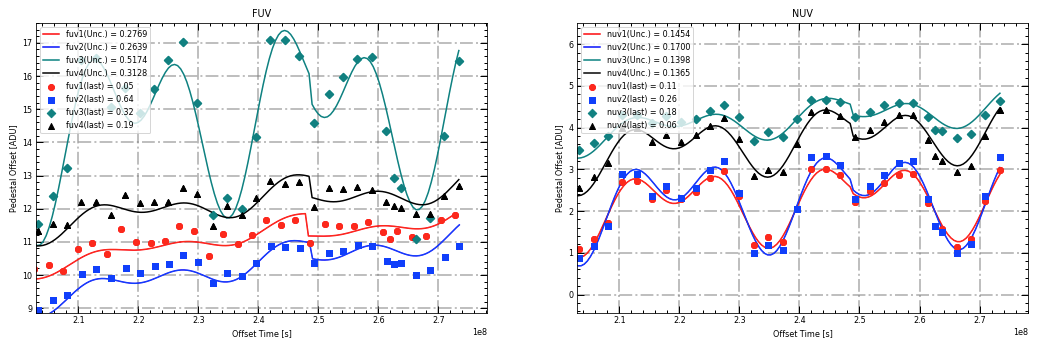 FUV
Pedestal Offset [ADU]
17
16
15
14
13
12
11
10
9
fuv1(Unc.) = 0.2769
fuv2(Unc.) = 0.2639
fuv3(Unc.) = 0.5174
fuv4(Unc.) = 0.3128
fuv1(last) = 0.05
fuv2(last) = 0.64
fuv3(last) = 0.32
fuv4(last) = 0.19
2.1 2.2 2.3 2.4 2.5 2.6 2.7
1e8
Offset Time [s]
NUV
Pedestal Offset [ADU]
6
5
4
3
2
1
0
nuv1(Unc.) = 0.1454
nuv2(Unc.) = 0.1700
nuv3(Unc.) = 0.1398
nuv4(Unc.) = 0.1365
nuv1(last) = 0.11
nuv2(last) = 0.26
nuv3(last) = 0.21
nuv4(last) = 0.06
2.1 2.2 2.3 2.4 2.5 2.6 2.7
1e8
Offset Time [s]